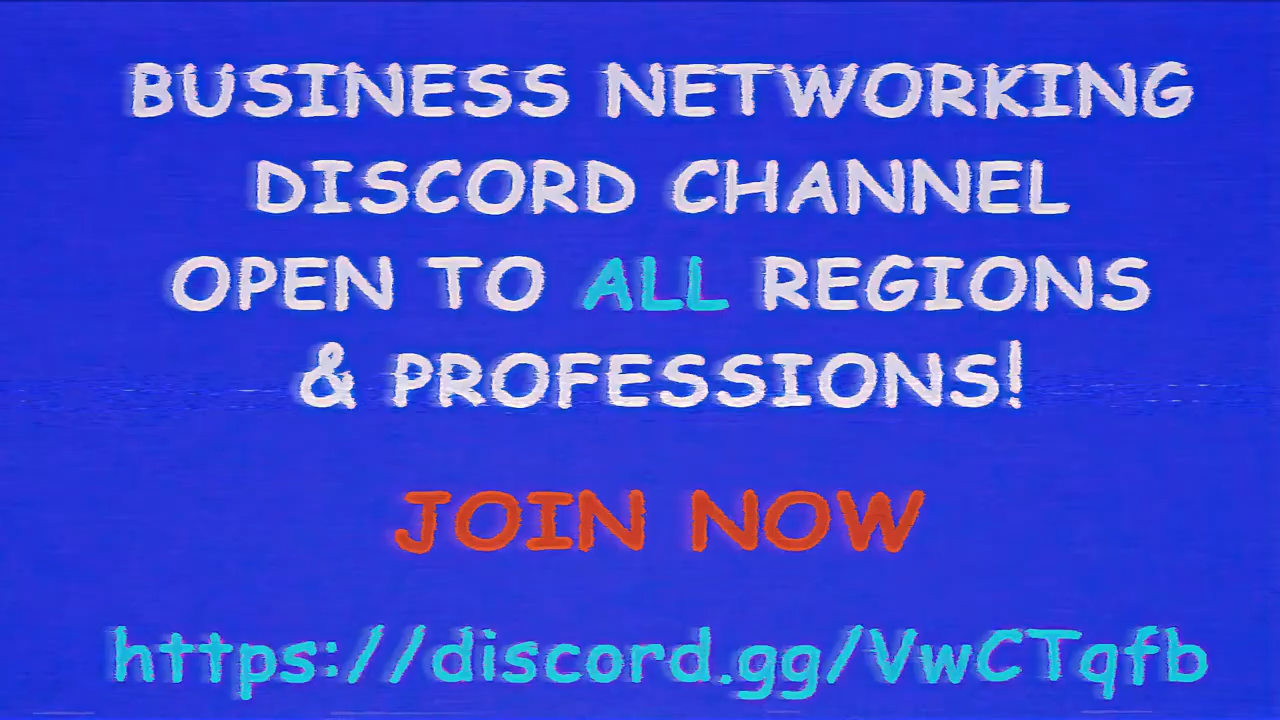 BUSINESS NETWORKING
DISCORD CHANNEL
OPEN TO ALL REGIONS
& PROFESSIONS!
JOIN NOW
https://discord.gg/VwCTqfb